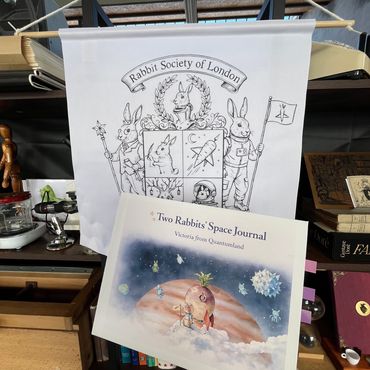 Rabbit Society of London
Two Rabbits' Space Journal
Victoria from Quantumland